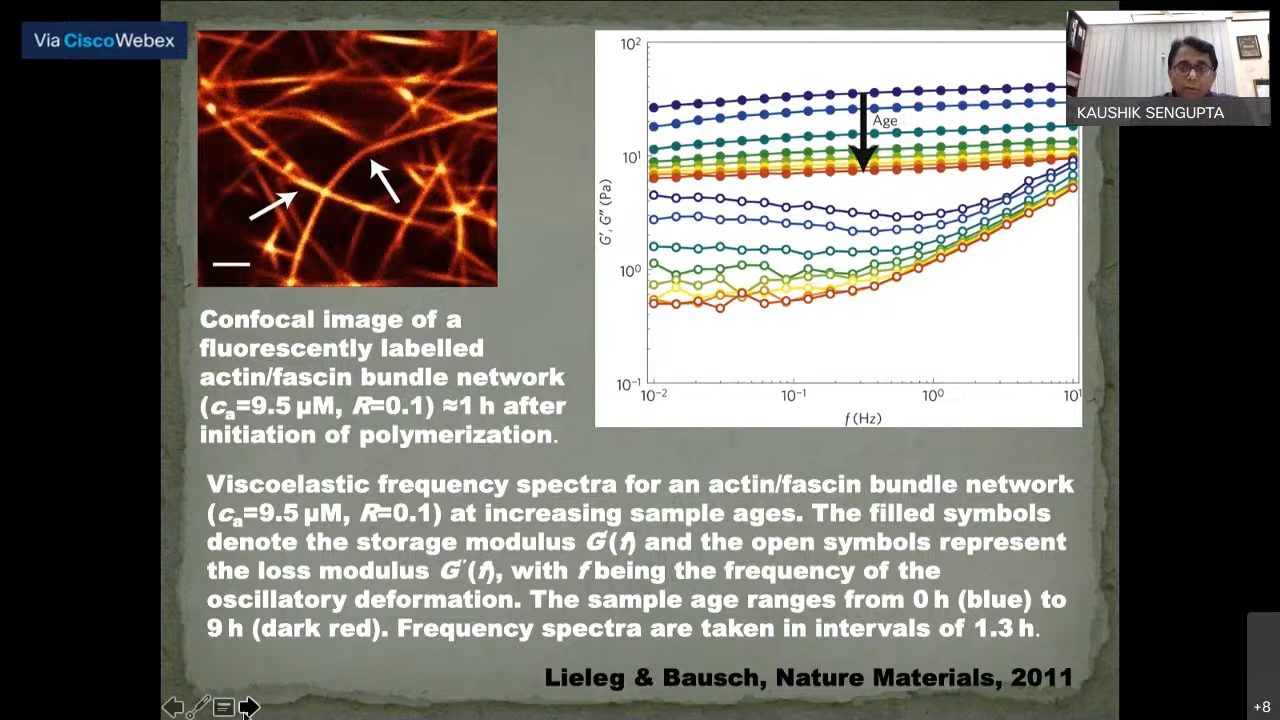 Via Cisco Webex
KAUSHIK SENGUPTA
10²
10¹
10⁰
10⁻¹
G′, G″ (Pa)
Age
10⁻² 10⁻¹ 10⁰ 10¹
f (Hz)
Confocal image of a
fluorescently labelled
actin/fascin bundle network
(cₐ=9.5 μM, R=0.1) ≈1 h after
initiation of polymerization.
Viscoelastic frequency spectra for an actin/fascin bundle network
(cₐ=9.5 μM, R=0.1) at increasing sample ages. The filled symbols
denote the storage modulus G′(f) and the open symbols represent
the loss modulus G″(f), with f being the frequency of the
oscillatory deformation. The sample age ranges from 0 h (blue) to
9 h (dark red). Frequency spectra are taken in intervals of 1.3 h.
Lieleg & Bausch, Nature Materials, 2011
+8